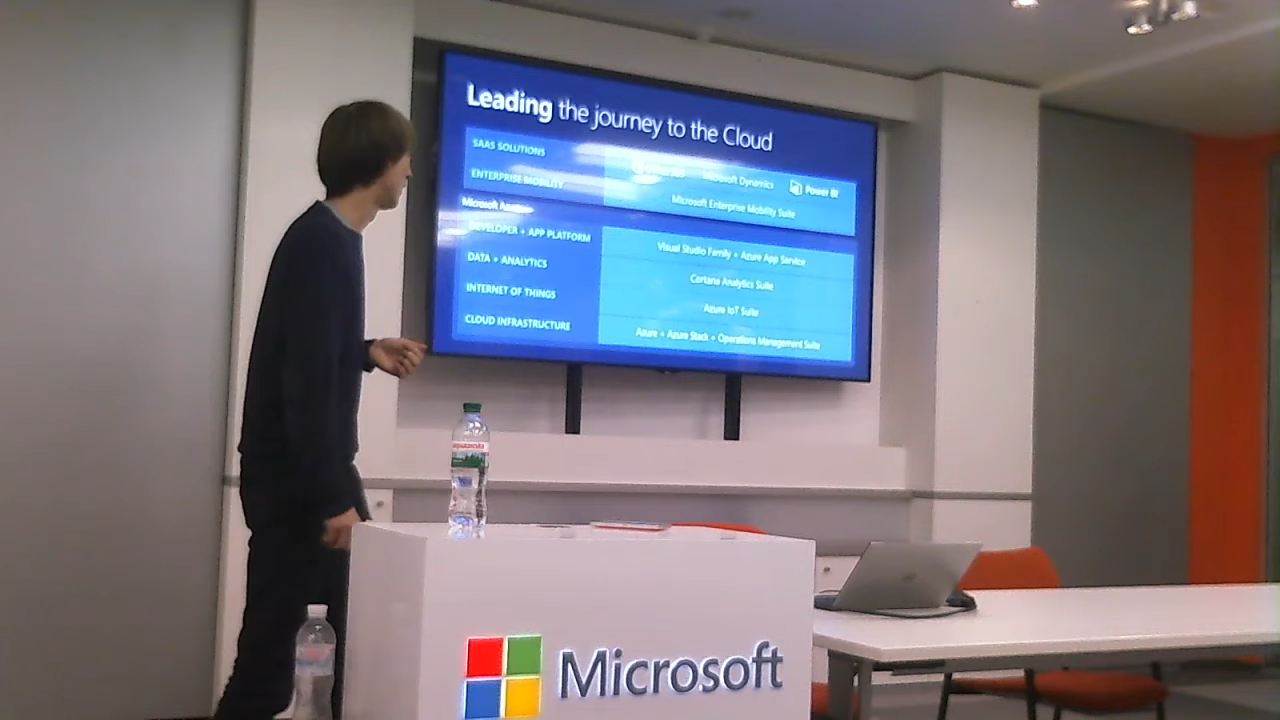 Leading the journey to the Cloud
SAAS SOLUTIONS
Microsoft Dynamics
Power BI
ENTERPRISE MOBILITY
Microsoft Enterprise Mobility Suite
Microsoft
DEVELOPER + APP PLATFORM
Visual Studio Family + Azure App Service
DATA + ANALYTICS
Cortana Analytics Suite
INTERNET OF THINGS
Azure IoT Suite
CLOUD INFRASTRUCTURE
Azure + Azure Stack + Operations Management Suite
Microsoft